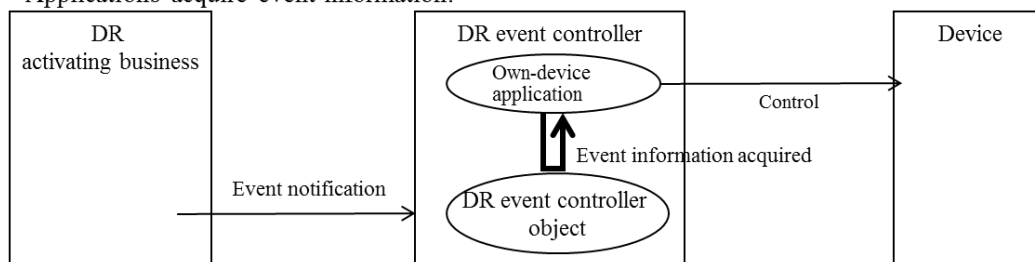 Applications acquire event information.
DR
activating business
DR event controller
Device
Own-device
application
Control
Event information acquired
Event notification
DR event controller
object